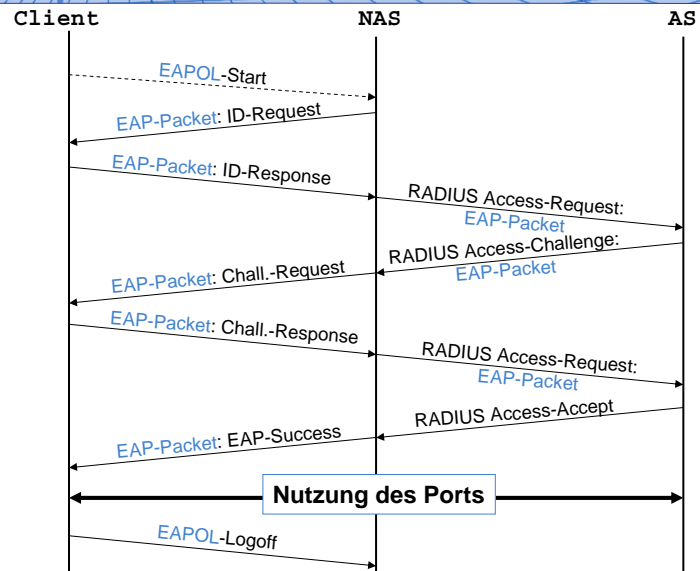 Client NAS AS
EAPOL-Start
EAP-Packet: ID-Request
EAP-Packet: ID-Response
RADIUS Access-Request:
EAP-Packet
RADIUS Access-Challenge:
EAP-Packet
EAP-Packet: Chall.-Request
EAP-Packet: Chall.-Response
RADIUS Access-Request:
EAP-Packet
RADIUS Access-Accept
EAP-Packet: EAP-Success
Nutzung des Ports
EAPOL-Logoff